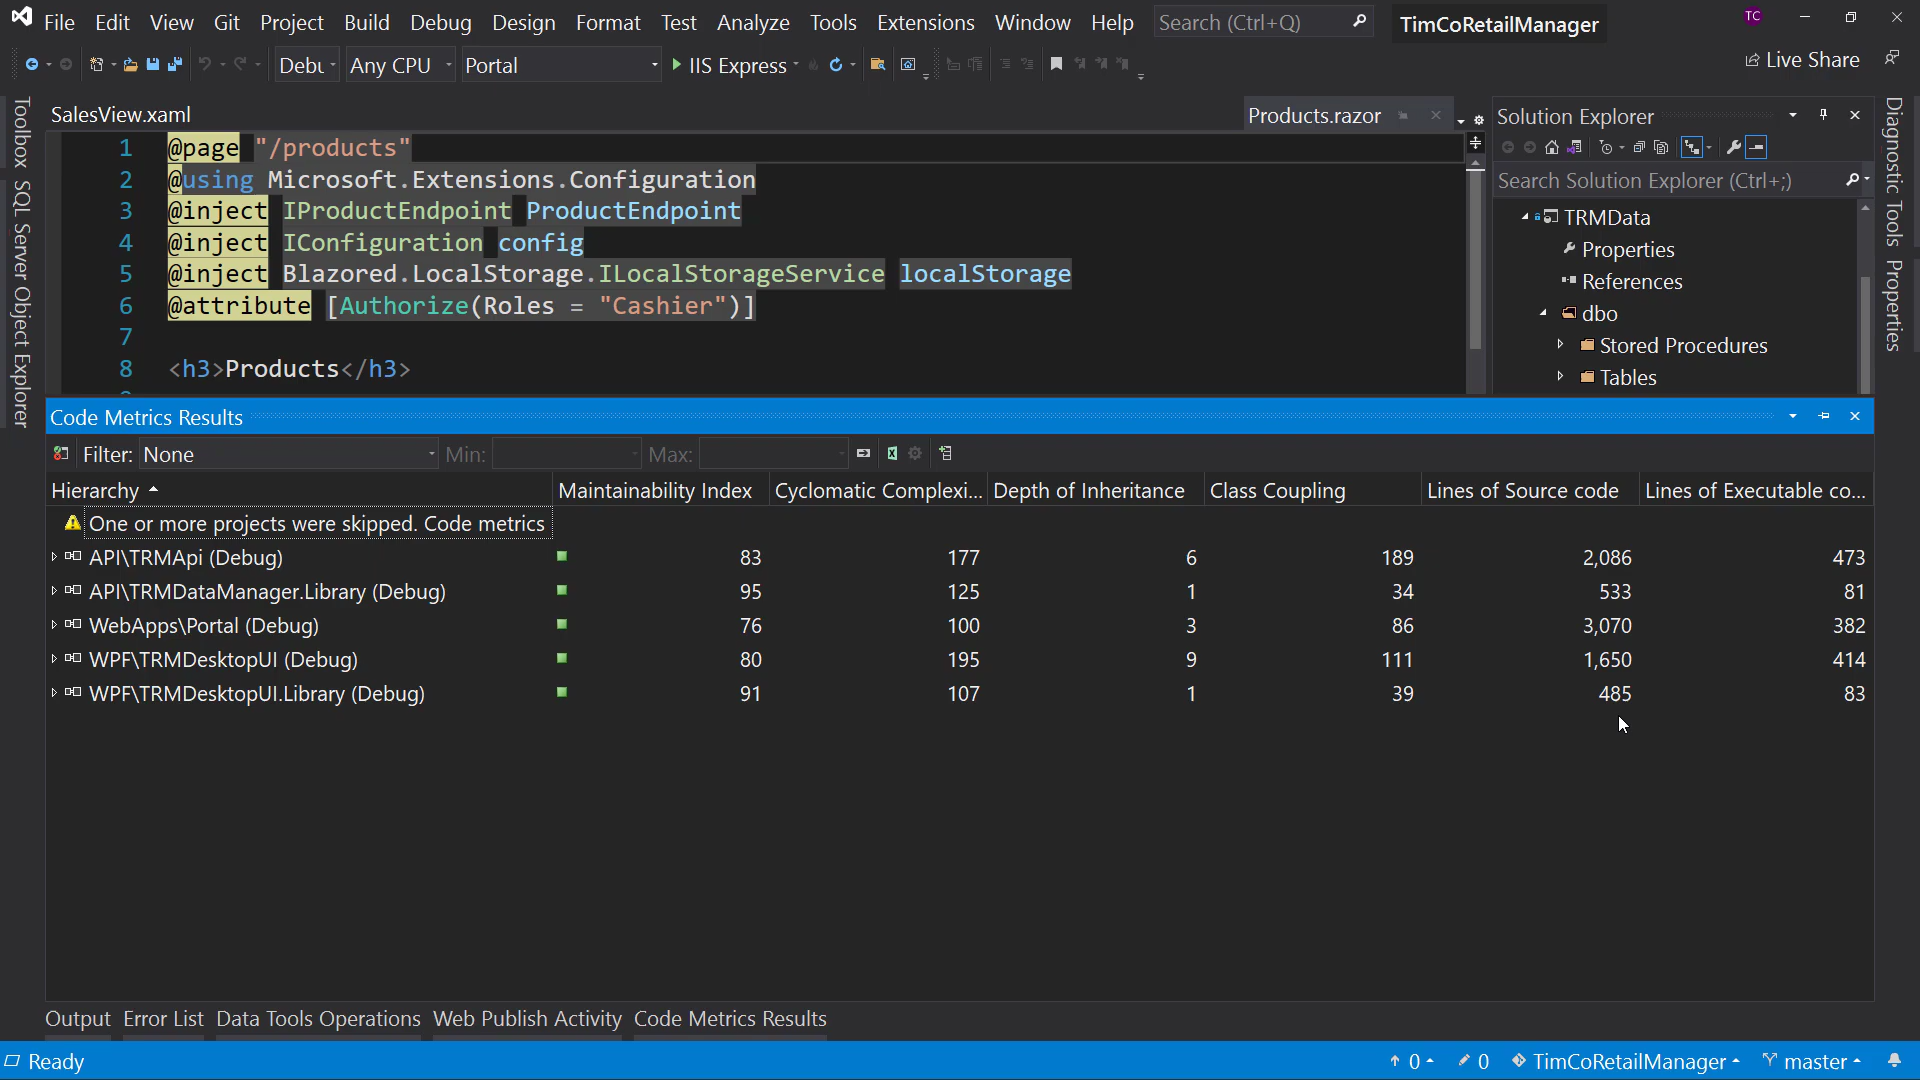 File Edit View Git Project Build Debug Design Format Test Analyze Tools Extensions Window Help Search (Ctrl+Q) TimCoRetailManager TC
Debu Any CPU Portal IIS Express Live Share
SalesView.xaml Products.razor
1 @page "/products"
2 @using Microsoft.Extensions.Configuration
3 @inject IProductEndpoint ProductEndpoint
4 @inject IConfiguration config
5 @inject Blazored.LocalStorage.ILocalStorageService localStorage
6 @attribute [Authorize(Roles = "Cashier")]
7
8 <h3>Products</h3>
Toolbox
SQL Server Object Explorer
Solution Explorer
Search Solution Explorer (Ctrl+;)
TRMData
Properties
References
dbo
Stored Procedures
Tables
Diagnostic Tools
Properties
Code Metrics Results
Filter: None Min: Max:
Hierarchy Maintainability Index Cyclomatic Complexi... Depth of Inheritance Class Coupling Lines of Source code Lines of Executable co...
One or more projects were skipped. Code metrics
API\TRMApi (Debug) 83 177 6 189 2,086 473
API\TRMDataManager.Library (Debug) 95 125 1 34 533 81
WebApps\Portal (Debug) 76 100 3 86 3,070 382
WPF\TRMDesktopUI (Debug) 80 195 9 111 1,650 414
WPF\TRMDesktopUI.Library (Debug) 91 107 1 39 485 83
Output Error List Data Tools Operations Web Publish Activity Code Metrics Results
Ready 0 0 TimCoRetailManager master